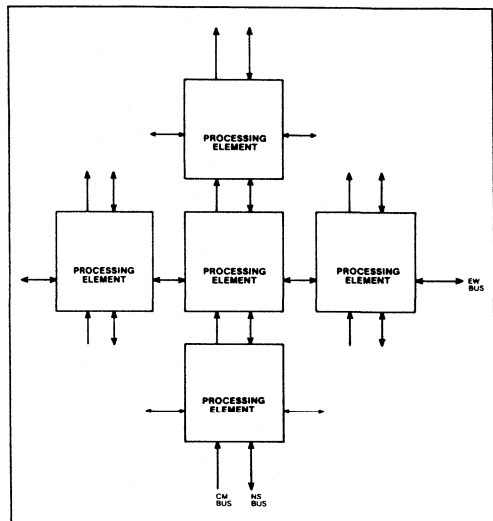 PROCESSING
ELEMENT
PROCESSING
ELEMENT
PROCESSING
ELEMENT
PROCESSING
ELEMENT
EW
BUS
PROCESSING
ELEMENT
CM
BUS
NS
BUS